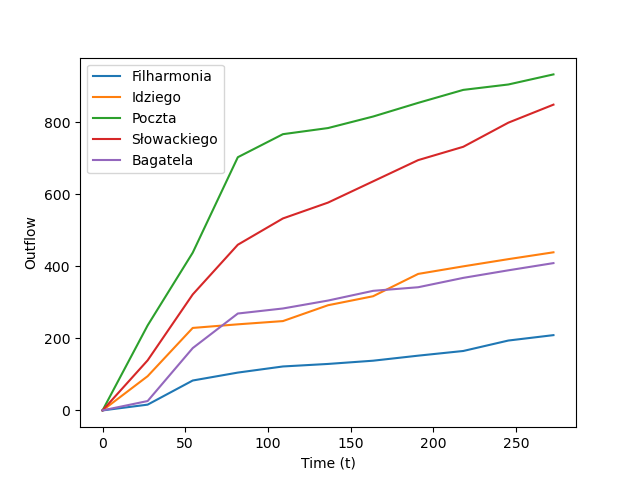 Filharmonia
Idziego
Poczta
Słowackiego
Bagatela
800
600
400
200
0
Outflow
0 50 100 150 200 250
Time (t)